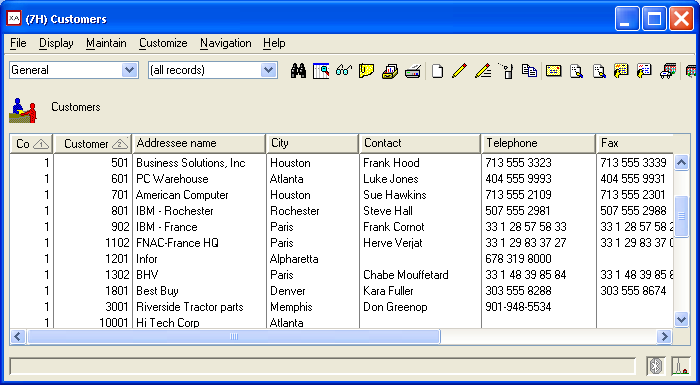 XA (7H) Customers
File Display Maintain Customize Navigation Help
General (all records)
Customers
Co 1 Customer 2 Addressee name City Contact Telephone Fax
1 501 Business Solutions, Inc Houston Frank Hood 713 555 3323 713 555 3339
1 601 PC Warehouse Atlanta Luke Jones 404 555 9993 404 555 9931
1 701 American Computer Houston Sue Hawkins 713 555 2109 713 555 2301
1 801 IBM - Rochester Rochester Steve Hall 507 555 2981 507 555 2988
1 902 IBM - France Paris Frank Cornot 33 1 28 57 58 33 33 1 28 57 58 2
1 1102 FNAC-France HQ Paris Herve Verjat 33 1 29 83 37 27 33 1 29 83 37 0
1 1201 Infor Alpharetta 678 319 8000
1 1302 BHV Paris Chabe Mouffetard 33 1 48 39 85 84 33 1 48 39 85 8
1 1801 Best Buy Denver Kara Fuller 303 555 8288 303 555 8674
1 3001 Riverside Tractor parts Memphis Don Greenop 901-948-5534
1 10001 Hi Tech Corp Atlanta